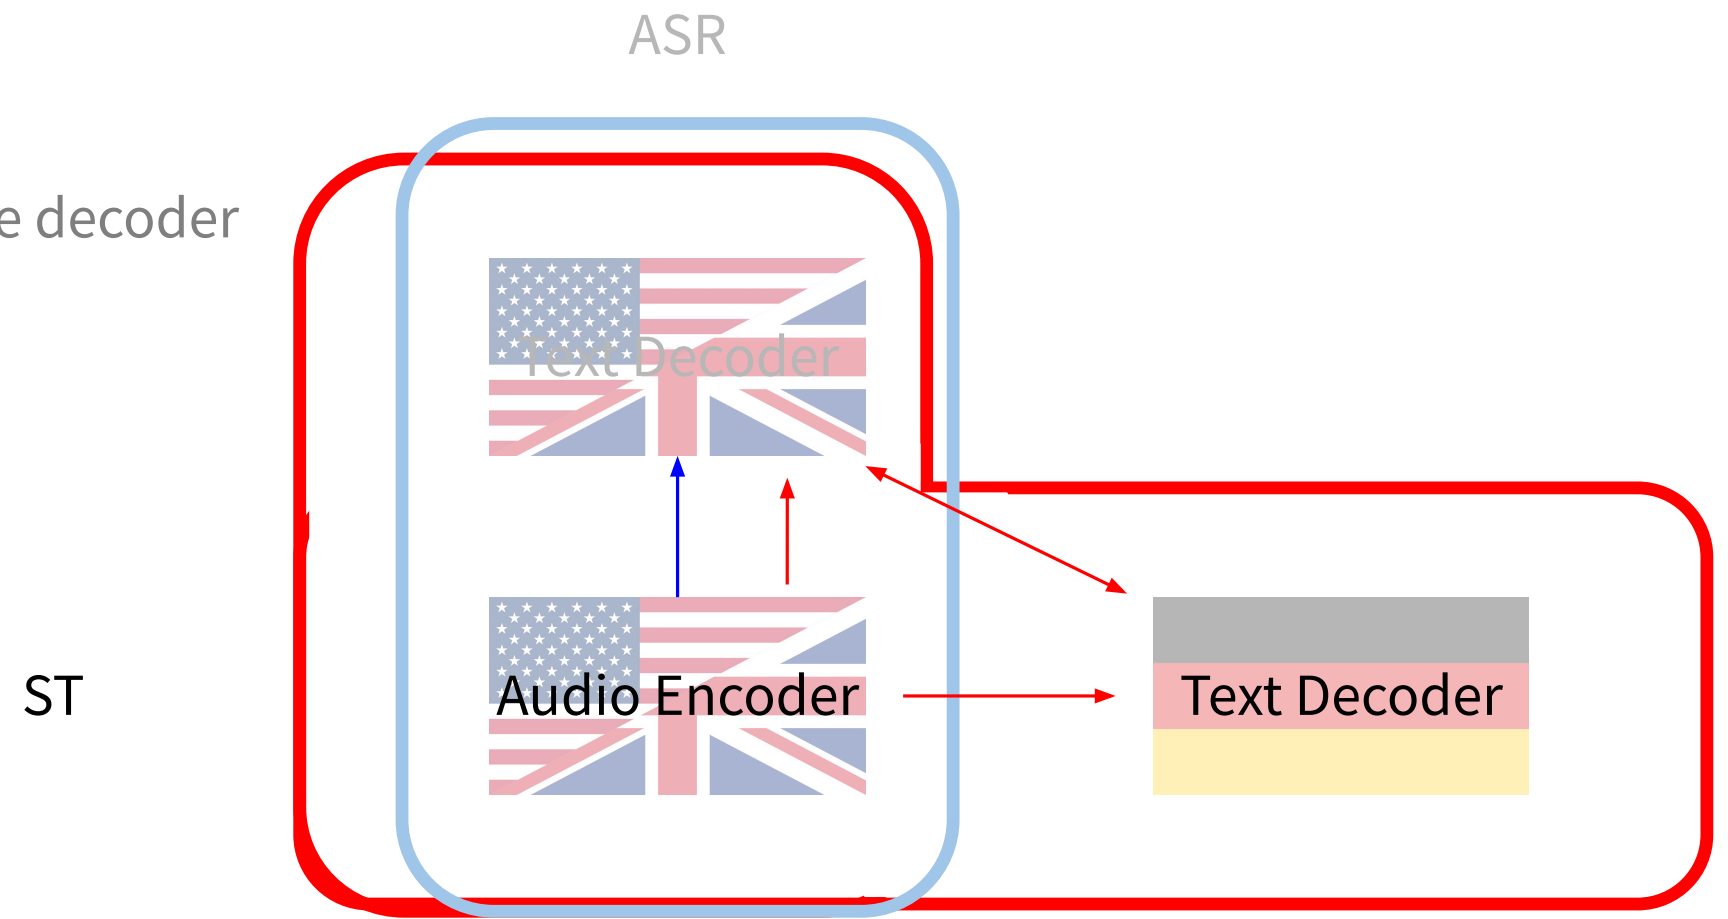 ASR
e decoder
Text Decoder
ST
Audio Encoder
Text Decoder